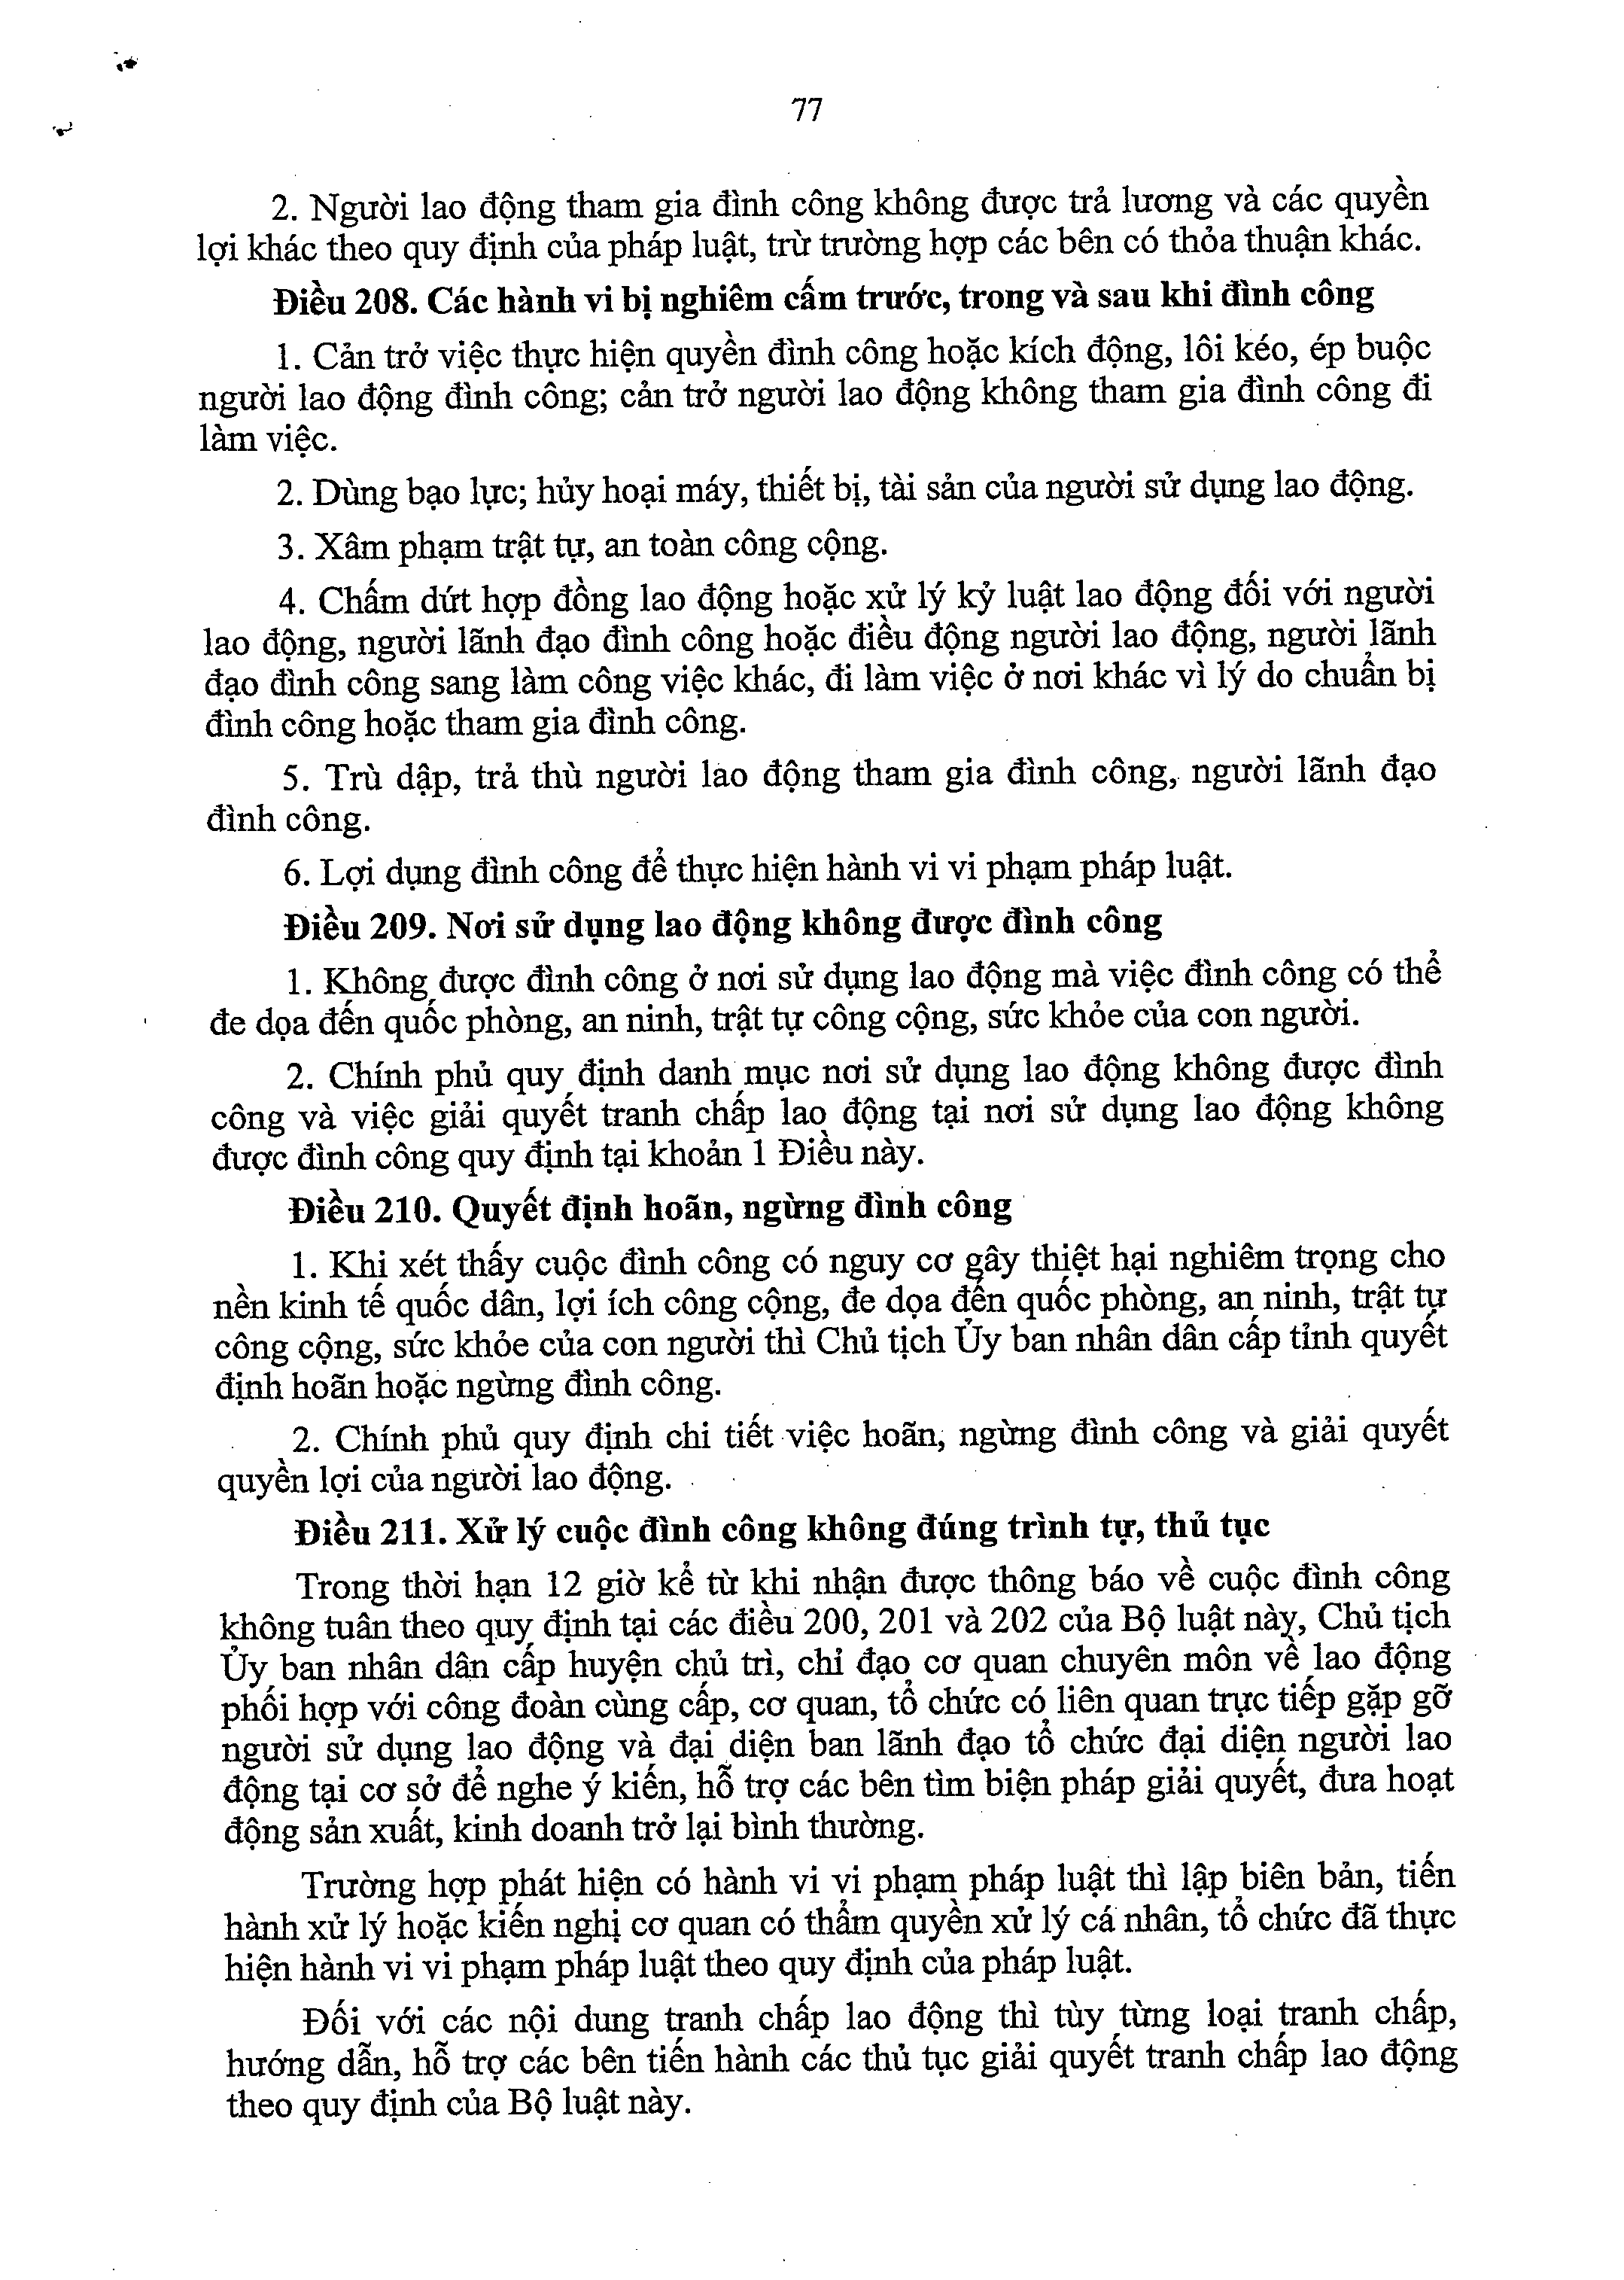 77
2. Người lao động tham gia đình công không được trả lương và các quyền
lợi khác theo quy định của pháp luật, trừ trường hợp các bên có thỏa thuận khác.
Điều 208. Các hành vi bị nghiêm cấm trước, trong và sau khi đình công
1. Cản trở việc thực hiện quyền đình công hoặc kích động, lôi kéo, ép buộc
người lao động đình công; cản trở người lao động không tham gia đình công đi
làm việc.
2. Dùng bạo lực; hủy hoại máy, thiết bị, tài sản của người sử dụng lao động.
3. Xâm phạm trật tự, an toàn công cộng.
4. Chấm dứt hợp đồng lao động hoặc xử lý kỷ luật lao động đối với người
lao động, người lãnh đạo đình công hoặc điều động người lao động, người lãnh
đạo đình công sang làm công việc khác, đi làm việc ở nơi khác vì lý do chuẩn bị
đình công hoặc tham gia đình công.
5. Trù dập, trả thù người lao động tham gia đình công, người lãnh đạo
đình công.
6. Lợi dụng đình công để thực hiện hành vi vi phạm pháp luật.
Điều 209. Nơi sử dụng lao động không được đình công
1. Không được đình công ở nơi sử dụng lao động mà việc đình công có thể
đe dọa đến quốc phòng, an ninh, trật tự công cộng, sức khỏe của con người.
2. Chính phủ quy định danh mục nơi sử dụng lao động không được đình
công và việc giải quyết tranh chấp lao động tại nơi sử dụng lao động không
được đình công quy định tại khoản 1 Điều này.
Điều 210. Quyết định hoãn, ngừng đình công
1. Khi xét thấy cuộc đình công có nguy cơ gây thiệt hại nghiêm trọng cho
nền kinh tế quốc dân, lợi ích công cộng, đe dọa đến quốc phòng, an ninh, trật tự
công cộng, sức khỏe của con người thì Chủ tịch Ủy ban nhân dân cấp tỉnh quyết
định hoãn hoặc ngừng đình công.
2. Chính phủ quy định chi tiết việc hoãn, ngừng đình công và giải quyết
quyền lợi của người lao động.
Điều 211. Xử lý cuộc đình công không đúng trình tự, thủ tục
Trong thời hạn 12 giờ kể từ khi nhận được thông báo về cuộc đình công
không tuân theo quy định tại các điều 200, 201 và 202 của Bộ luật này, Chủ tịch
Ủy ban nhân dân cấp huyện chủ trì, chỉ đạo cơ quan chuyên môn về lao động
phối hợp với công đoàn cùng cấp, cơ quan, tổ chức có liên quan trực tiếp gặp gỡ
người sử dụng lao động và đại diện ban lãnh đạo tổ chức đại diện người lao
động tại cơ sở để nghe ý kiến, hỗ trợ các bên tìm biện pháp giải quyết, đưa hoạt
động sản xuất, kinh doanh trở lại bình thường.
Trường hợp phát hiện có hành vi vi phạm pháp luật thì lập biên bản, tiến
hành xử lý hoặc kiến nghị cơ quan có thẩm quyền xử lý cá nhân, tổ chức đã thực
hiện hành vi vi phạm pháp luật theo quy định của pháp luật.
Đối với các nội dung tranh chấp lao động thì tùy từng loại tranh chấp,
hướng dẫn, hỗ trợ các bên tiến hành các thủ tục giải quyết tranh chấp lao động
theo quy định của Bộ luật này.